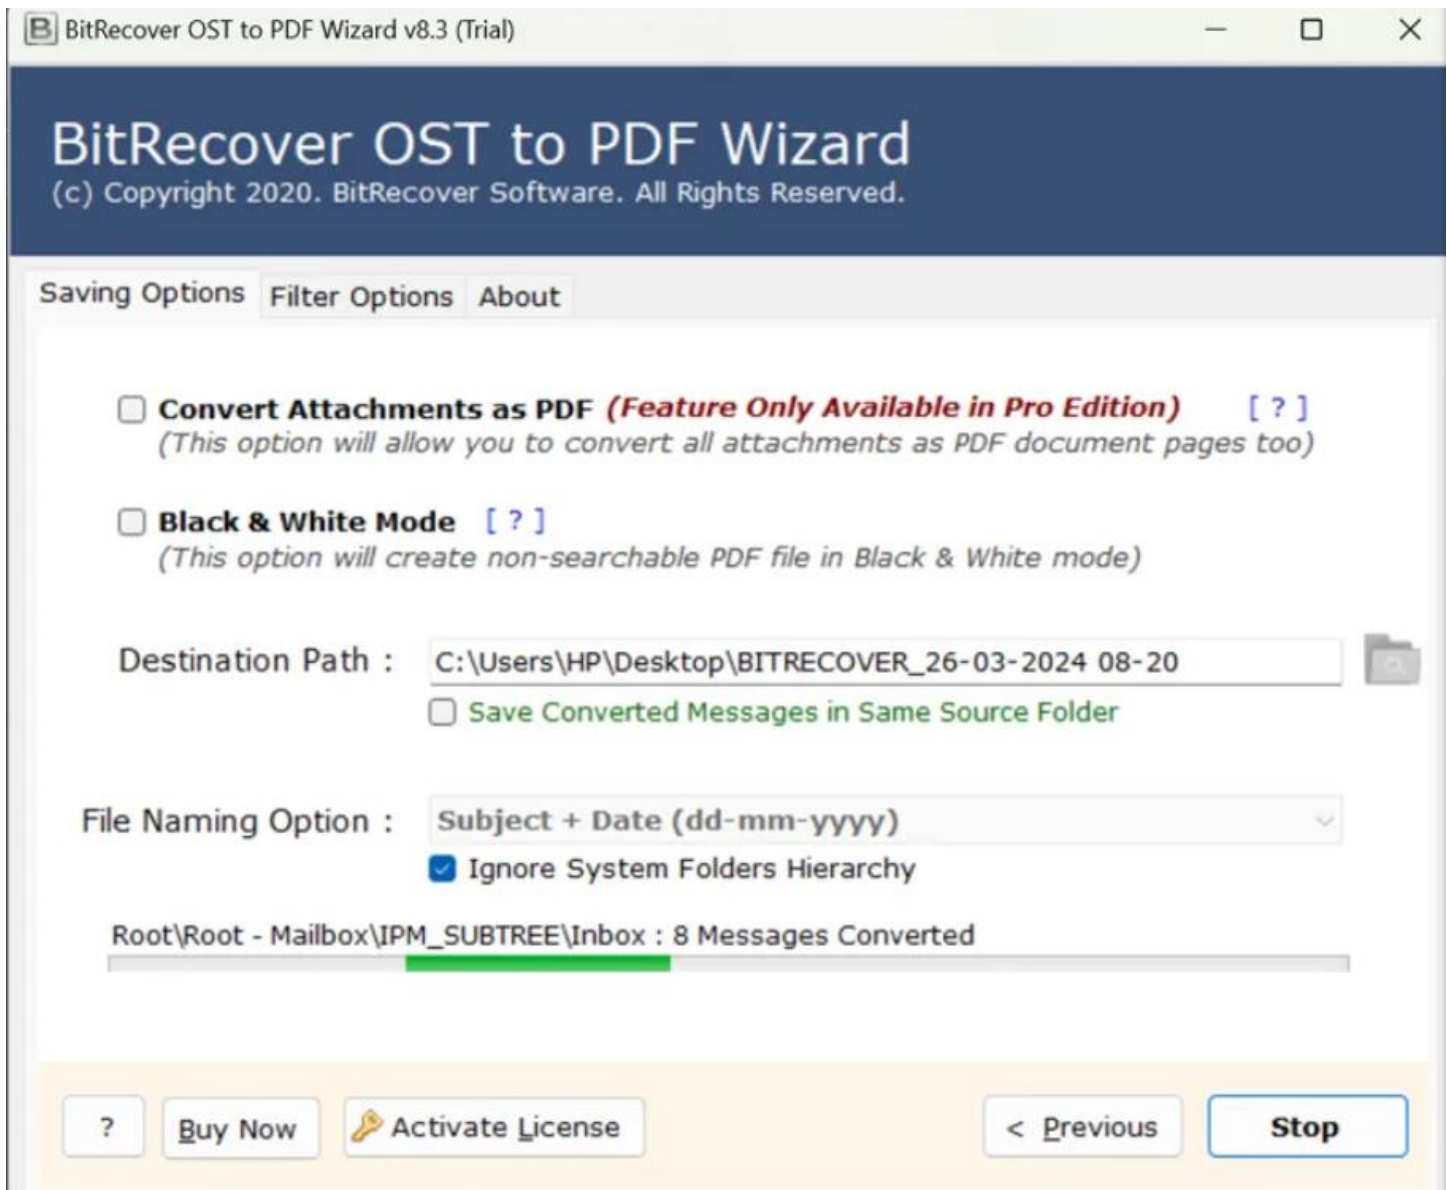 BitRecover OST to PDF Wizard v8.3 (Trial)
BitRecover OST to PDF Wizard
(c) Copyright 2020. BitRecover Software. All Rights Reserved.
Saving Options Filter Options About
Convert Attachments as PDF (Feature Only Available in Pro Edition) [ ? ]
(This option will allow you to convert all attachments as PDF document pages too)
Black & White Mode [ ? ]
(This option will create non-searchable PDF file in Black & White mode)
Destination Path : C:\Users\HP\Desktop\BITRECOVER_26-03-2024 08-20
Save Converted Messages in Same Source Folder
File Naming Option : Subject + Date (dd-mm-yyyy)
Ignore System Folders Hierarchy
Root\Root - Mailbox\IPM_SUBTREE\Inbox : 8 Messages Converted
? Buy Now Activate License < Previous Stop